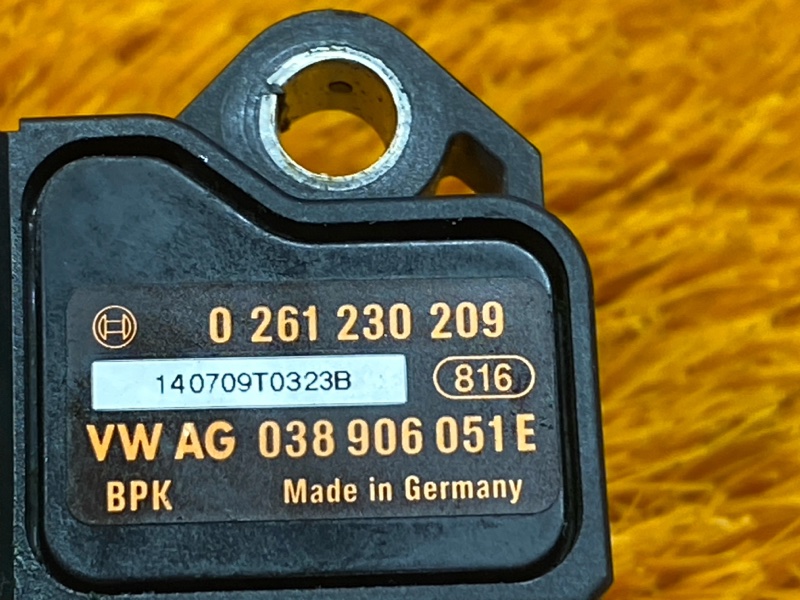 0 261 230 209
140709T0323B 816
VW AG 038 906 051 E
BPK Made in Germany